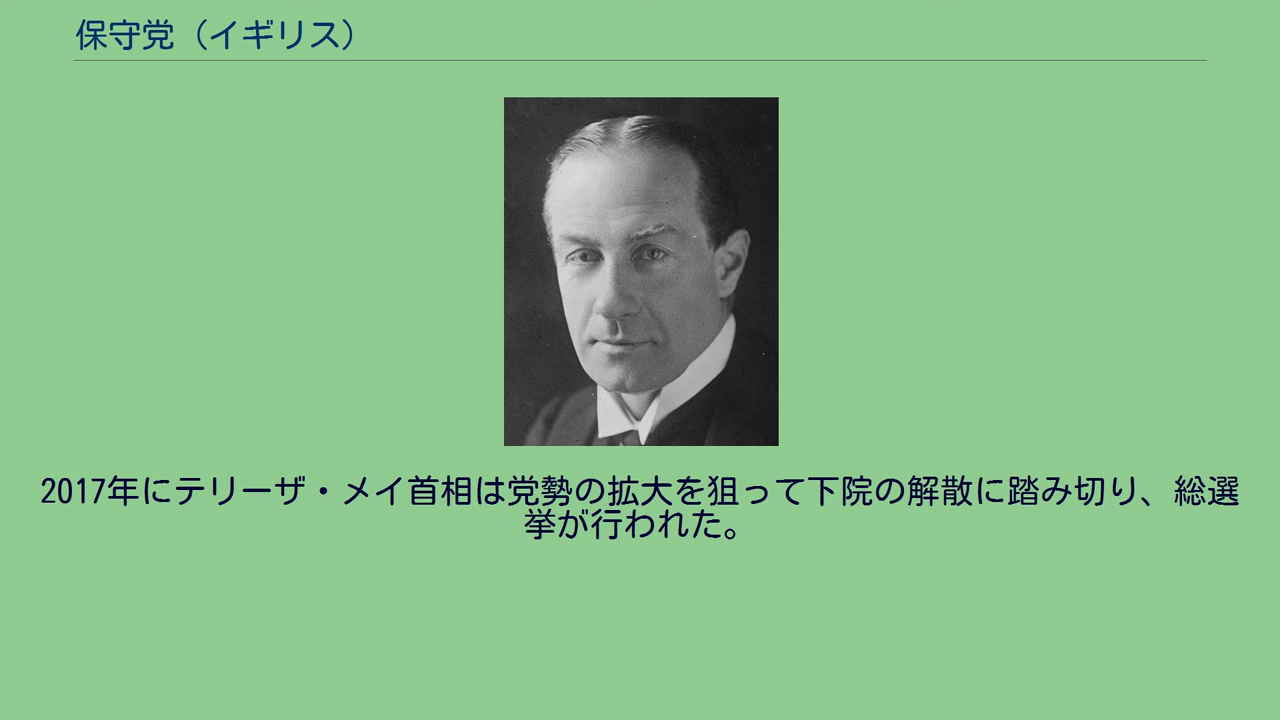 保守党（イギリス）
2017年にテリーザ・メイ首相は党勢の拡大を狙って下院の解散に踏み切り、総選
挙が行われた。